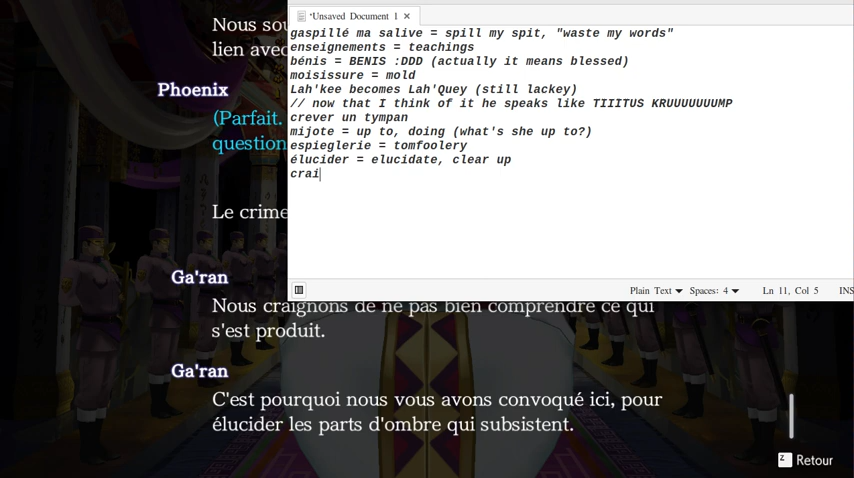 *Unsaved Document 1 ×
Nous sou
lien avec
Phoenix
(Parfait.
question
Le crime
gaspillé ma salive = spill my spit, "waste my words"
enseignements = teachings
bénis = BENIS :DDD (actually it means blessed)
moisissure = mold
Lah'kee becomes Lah'Quey (still lackey)
// now that I think of it he speaks like TIIITUS KRUUUUUUMP
crever un tympan
mijote = up to, doing (what's she up to?)
espieglerie = tomfoolery
élucider = elucidate, clear up
crai
Plain Text Spaces: 4 Ln 11, Col 5 INS
Ga'ran
Nous craignons de ne pas bien comprendre ce qui
s'est produit.
Ga'ran
C'est pourquoi nous vous avons convoqué ici, pour
élucider les parts d'ombre qui subsistent.
Z Retour